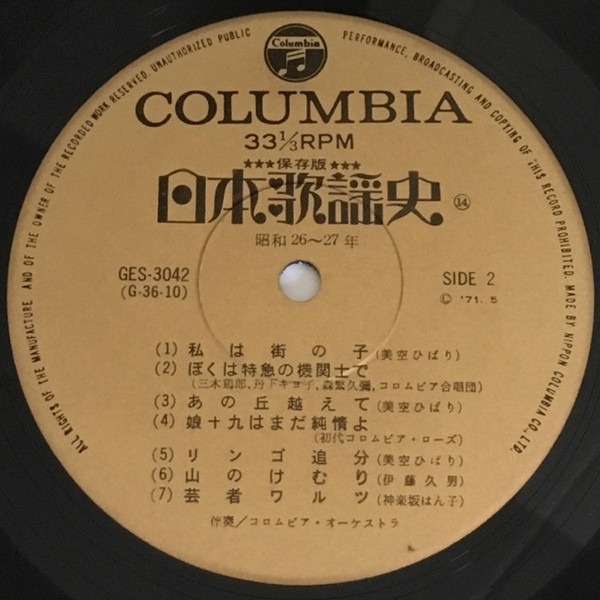 ALL RIGHTS OF THE MANUFACTURE AND OF THE OWNER OF THE RECORDED WORK RESERVED. UNAUTHORIZED PUBLIC PERFORMANCE, BROADCASTING AND COPYING OF THIS RECORD PROHIBITED. MADE BY NIPPON COLUMBIA CO., LTD.
Columbia
COLUMBIA
33⅓RPM
★★★保存版★★★
日本歌謡史 ⑭
昭和26〜27年
GES-3042
(G-36-10)
SIDE 2
Ⓟ '71. 5
(1) 私は街の子 (美空ひばり)
(2) ぼくは特急の機関士で
(三木鶏郎、丹下キヨ子、森繁久彌、コロムビア合唱団)
(3) あの丘越えて (美空ひばり)
(4) 娘十九はまだ純情よ
(初代コロムビア・ローズ)
(5) リンゴ追分 (美空ひばり)
(6) 山のけむり (伊藤久男)
(7) 芸者ワルツ (神楽坂はん子)
伴奏/コロムビア・オーケストラ